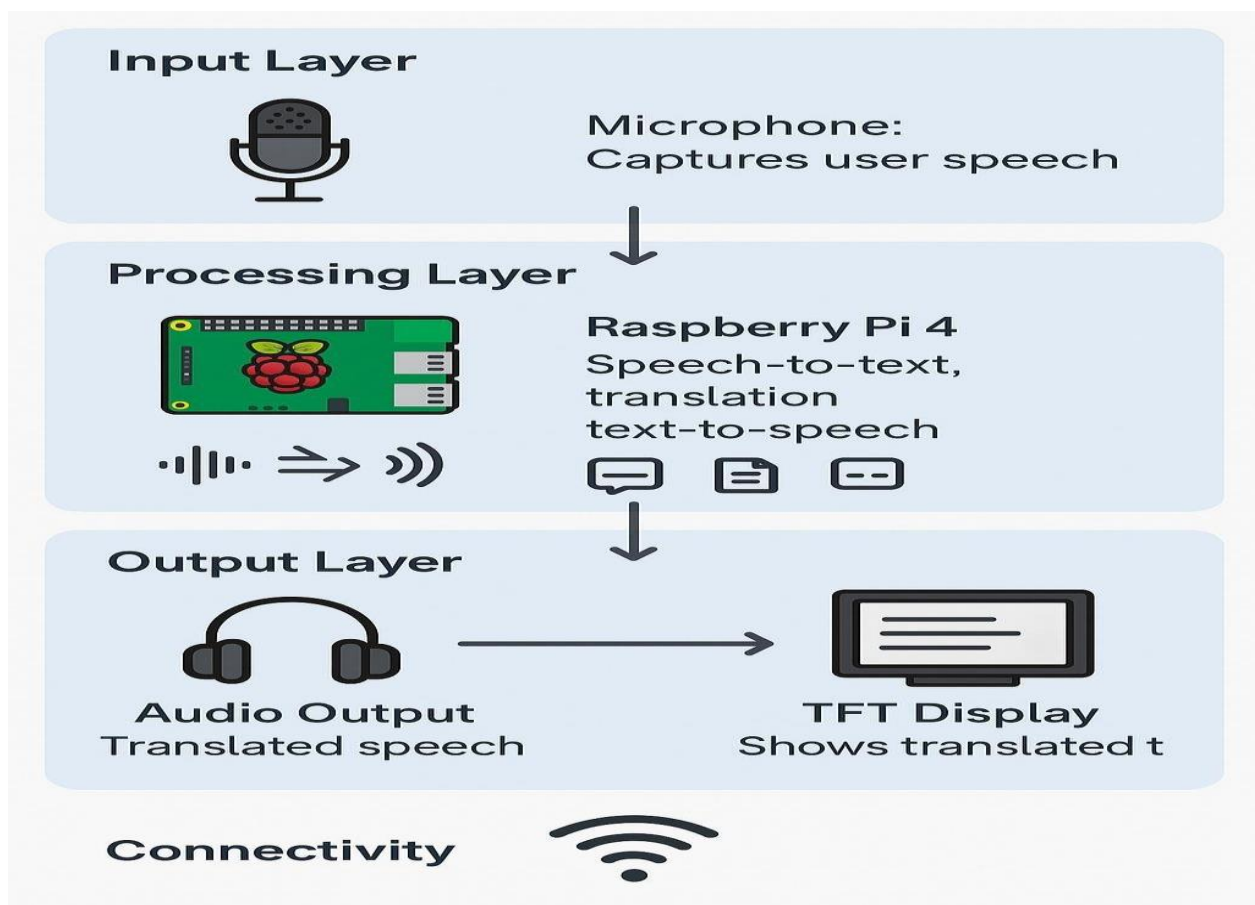 Input Layer
Microphone:
Captures user speech
Processing Layer
Raspberry Pi 4
Speech-to-text,
translation
text-to-speech
Output Layer
Audio Output
Translated speech
TFT Display
Shows translated t
Connectivity